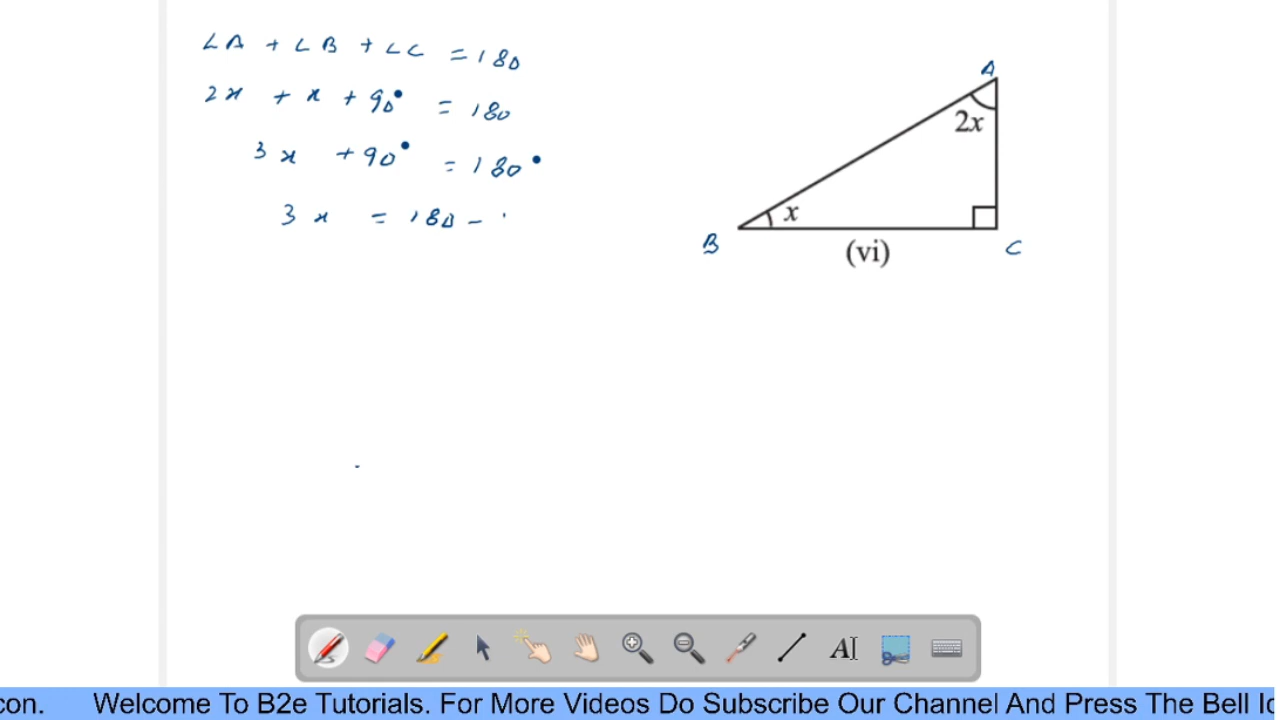 ∠A + ∠B + ∠C = 180
2x + x + 90° = 180
3x + 90° = 180°
3x = 180 -
A
2x
x
B
C
(vi)
AI
con. Welcome To B2e Tutorials. For More Videos Do Subscribe Our Channel And Press The Bell Ic